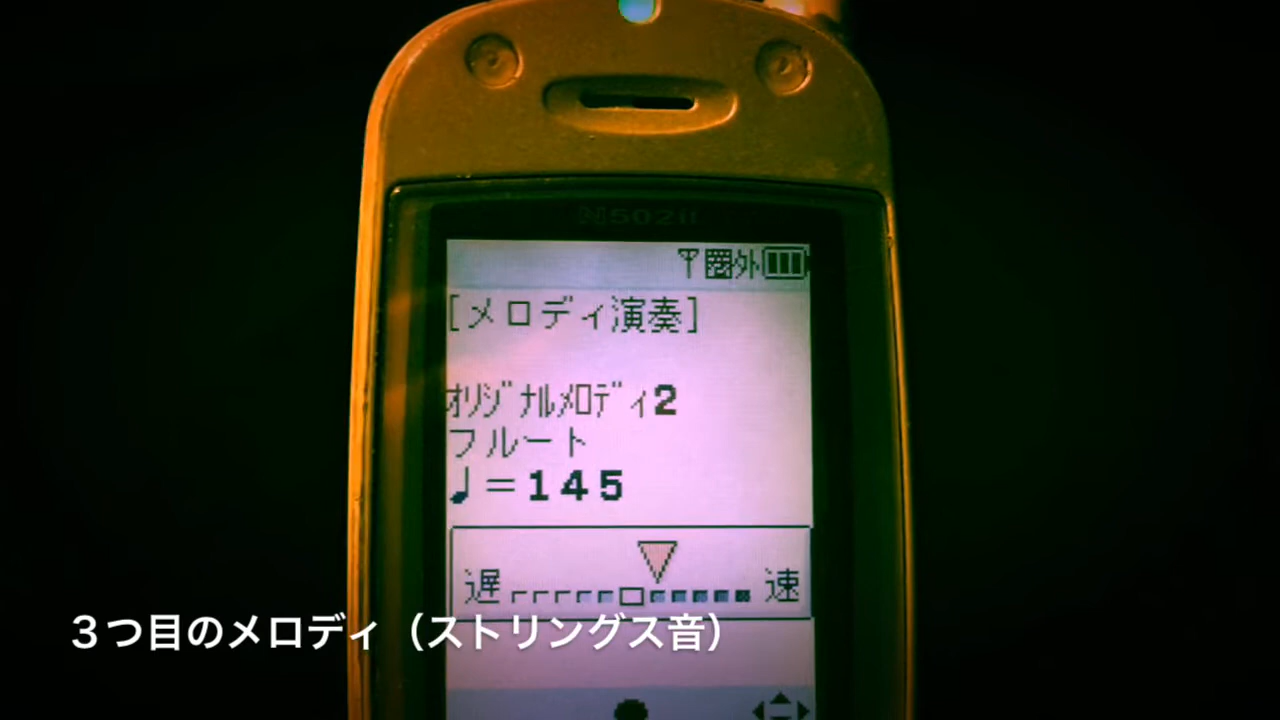 N502it
圏外
[メロディ演奏]
ｵﾘｼﾞﾅﾙﾒﾛﾃﾞｨ2
フルート
♩=145
遅 速
３つ目のメロディ（ストリングス音）